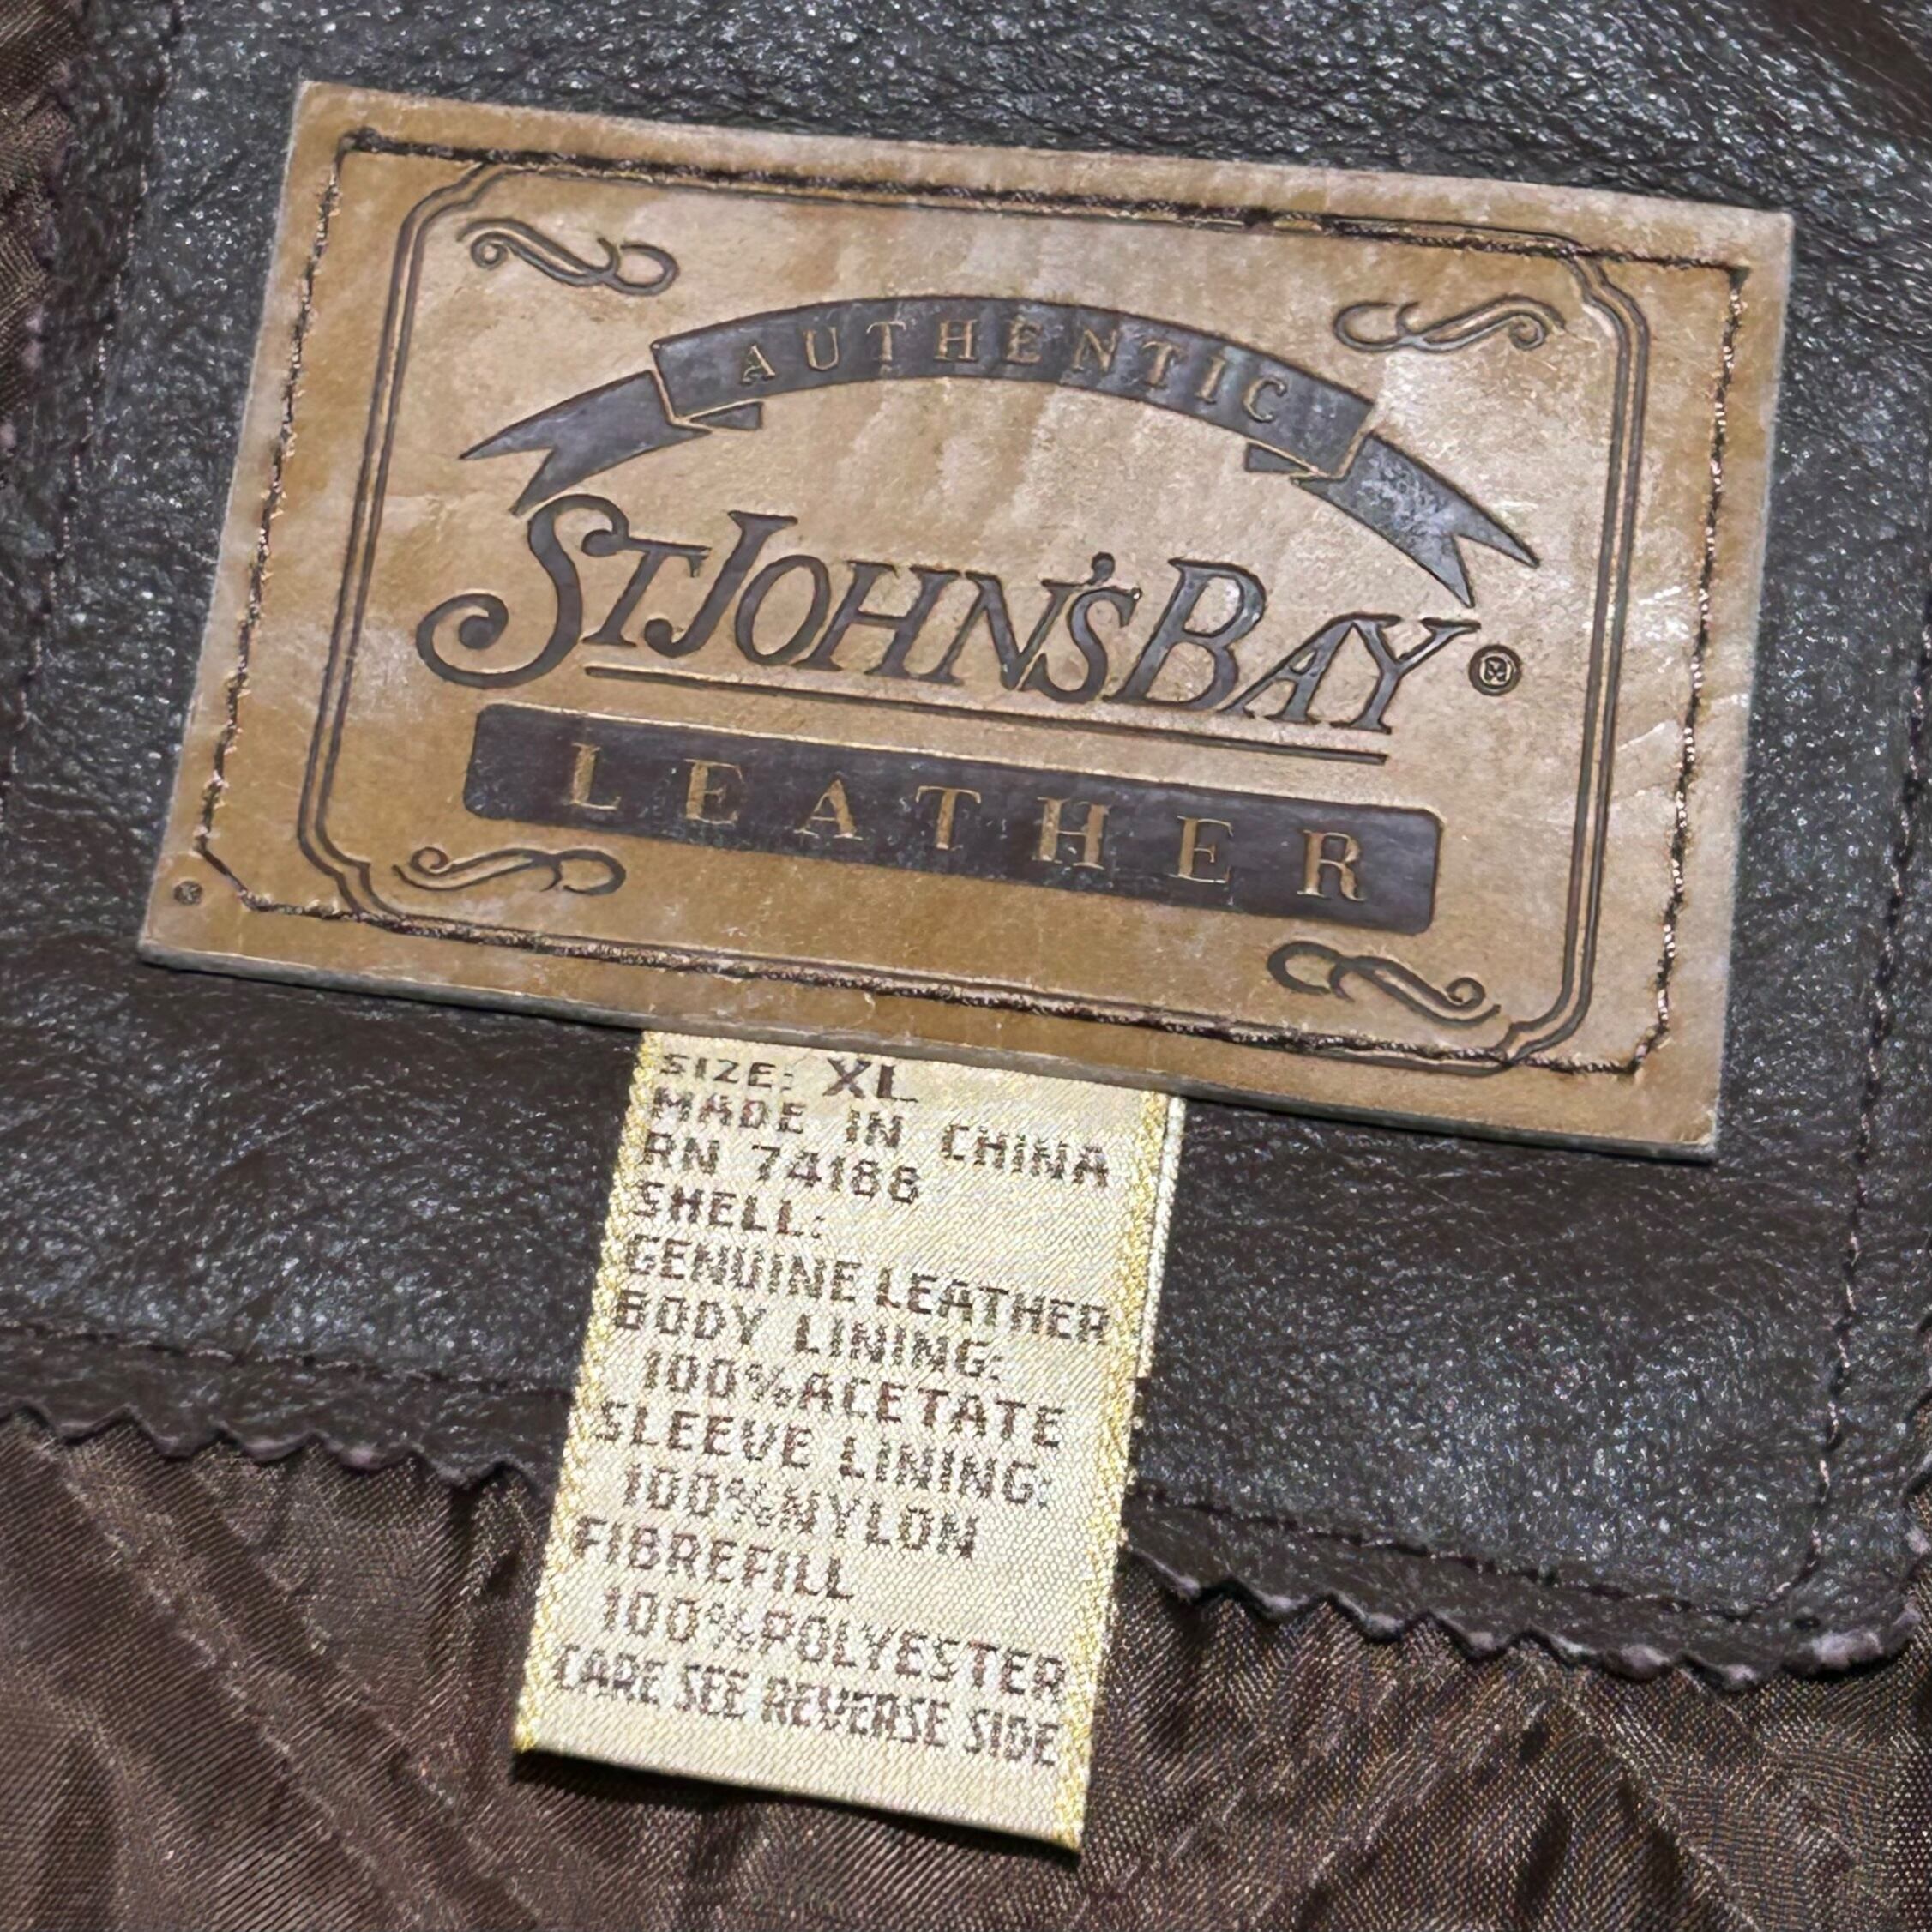 AUTHENTIC
ST JOHN'S BAY®
LEATHER
SIZE: XL
MADE IN CHINA
RN 74188
SHELL:
GENUINE LEATHER
BODY LINING:
100%ACETATE
SLEEVE LINING:
100%NYLON
FIBREFILL
100%POLYESTER
CARE SEE REVERSE SIDE